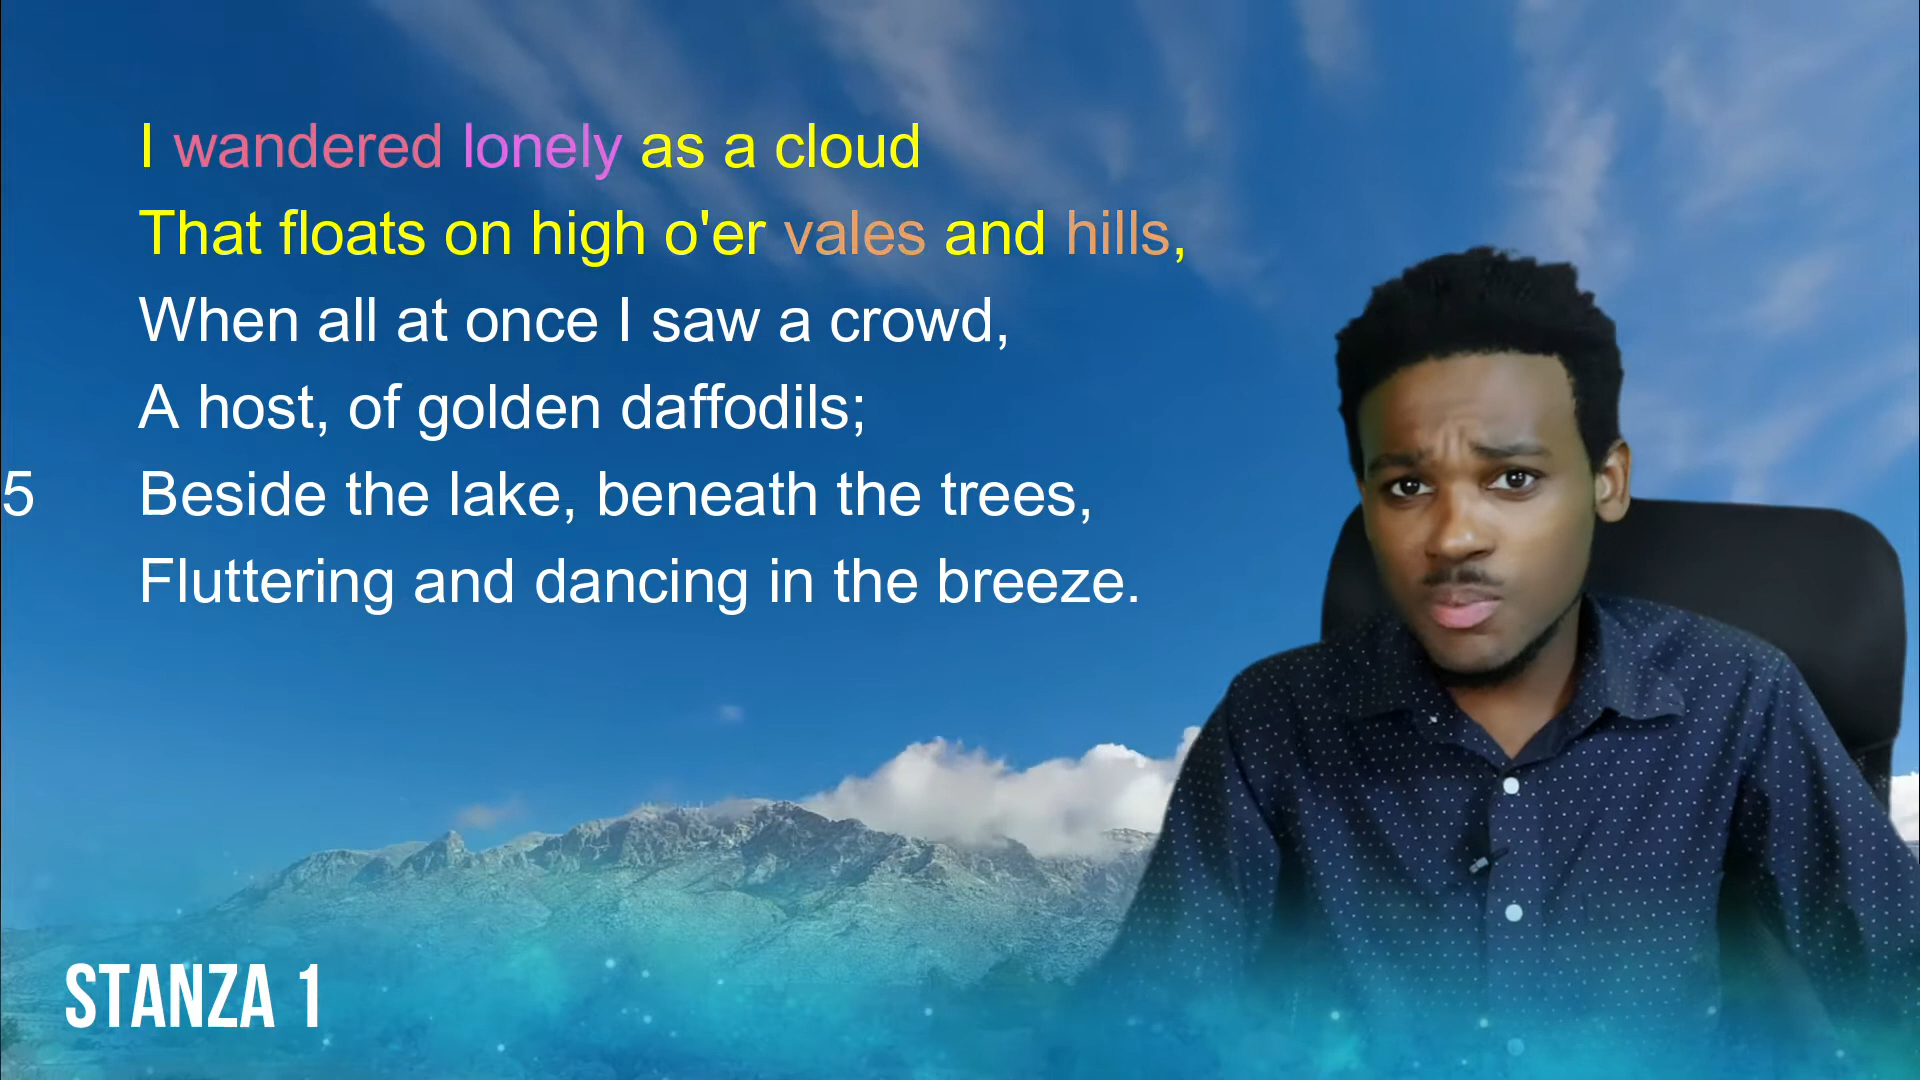 I wandered lonely as a cloud
That floats on high o'er vales and hills,
When all at once I saw a crowd,
A host, of golden daffodils;
5 Beside the lake, beneath the trees,
Fluttering and dancing in the breeze.
STANZA 1